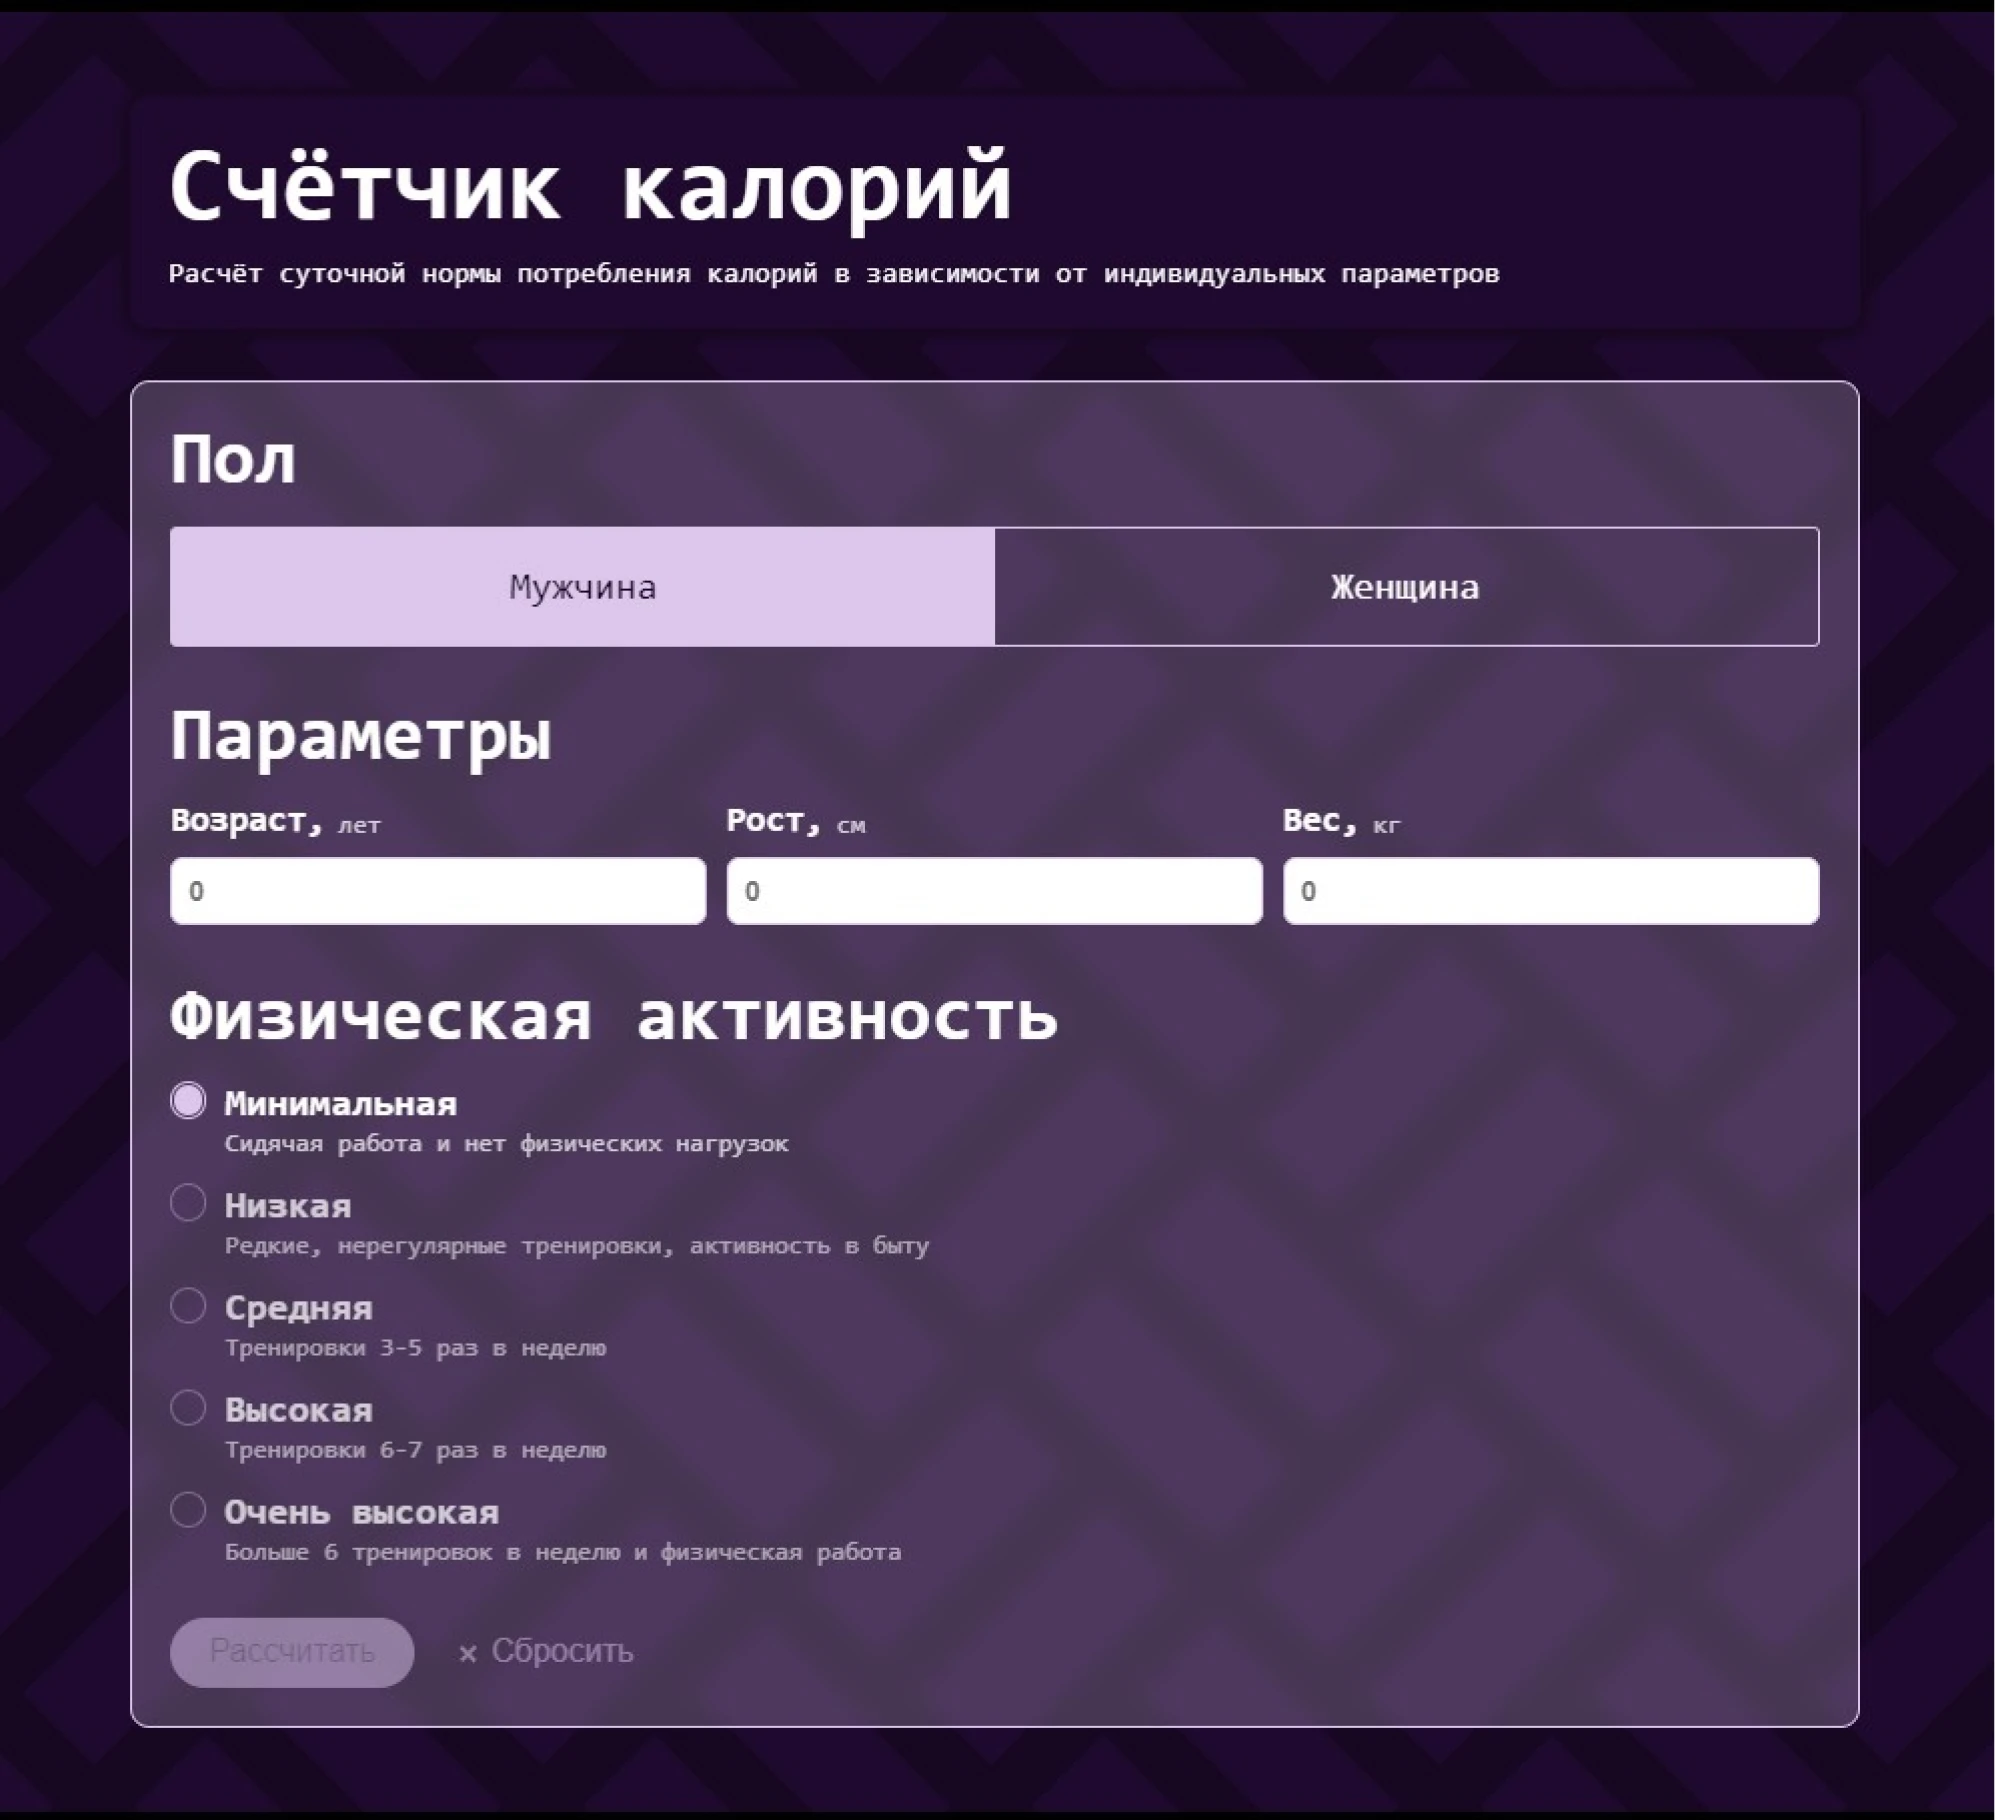 Счётчик калорий
Расчёт суточной нормы потребления калорий в зависимости от индивидуальных параметров
Пол
Мужчина
Женщина
Параметры
Возраст, лет
Рост, см
Вес, кг
0
0
0
Физическая активность
Минимальная
Сидячая работа и нет физических нагрузок
Низкая
Редкие, нерегулярные тренировки, активность в быту
Средняя
Тренировки 3-5 раз в неделю
Высокая
Тренировки 6-7 раз в неделю
Очень высокая
Больше 6 тренировок в неделю и физическая работа
Рассчитать
× Сбросить